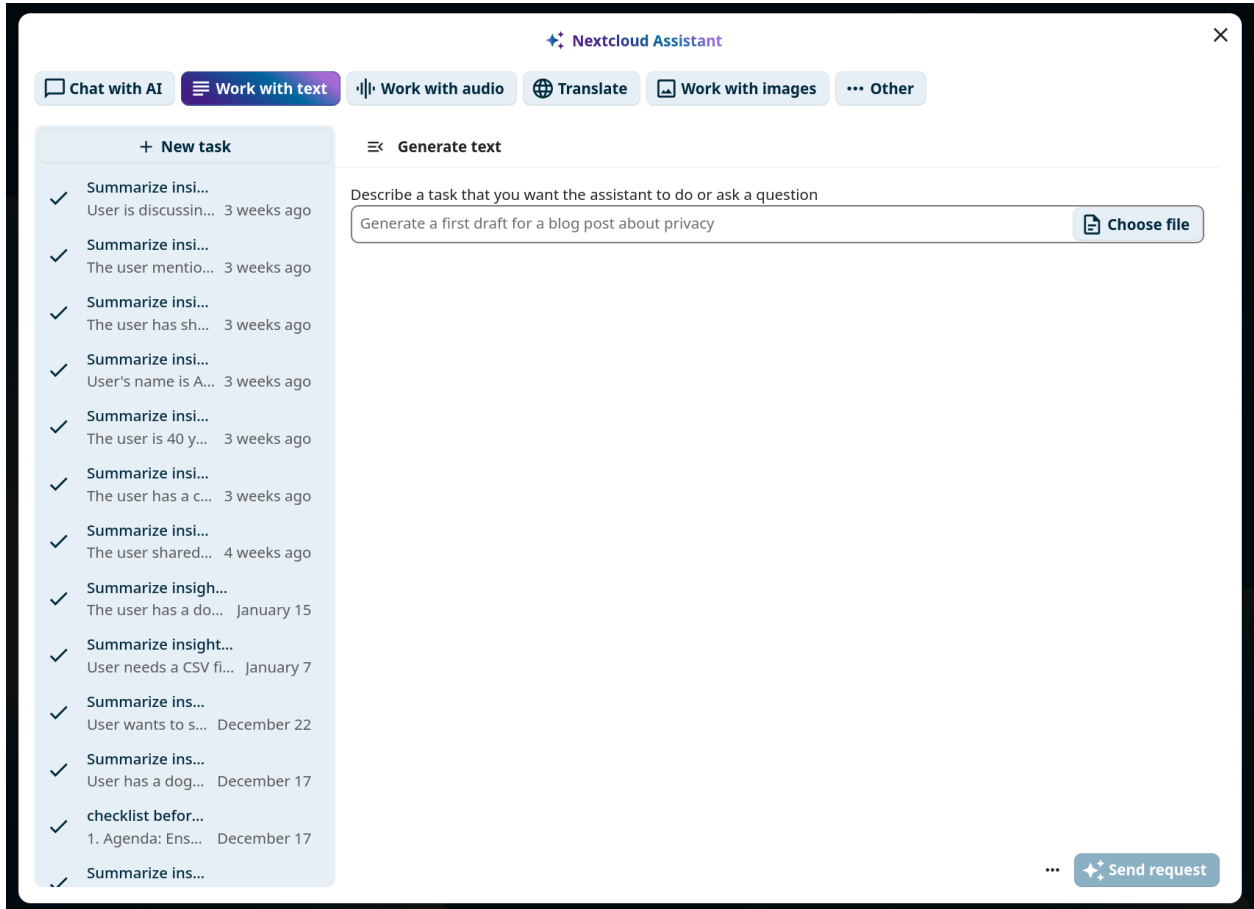 Nextcloud Assistant
Chat with AI
Work with text
Work with audio
Translate
Work with images
Other
+ New task
Generate text
Describe a task that you want the assistant to do or ask a question
Generate a first draft for a blog post about privacy
Choose file
Summarize insi...
User is discussin... 3 weeks ago
Summarize insi...
The user mentio... 3 weeks ago
Summarize insi...
The user has sh... 3 weeks ago
Summarize insi...
User's name is A... 3 weeks ago
Summarize insi...
The user is 40 y... 3 weeks ago
Summarize insi...
The user has a c... 3 weeks ago
Summarize insi...
The user shared... 4 weeks ago
Summarize insigh...
The user has a do... January 15
Summarize insight...
User needs a CSV fi... January 7
Summarize ins...
User wants to s... December 22
Summarize ins...
User has a dog... December 17
checklist befor...
1. Agenda: Ens... December 17
Summarize ins...
Send request